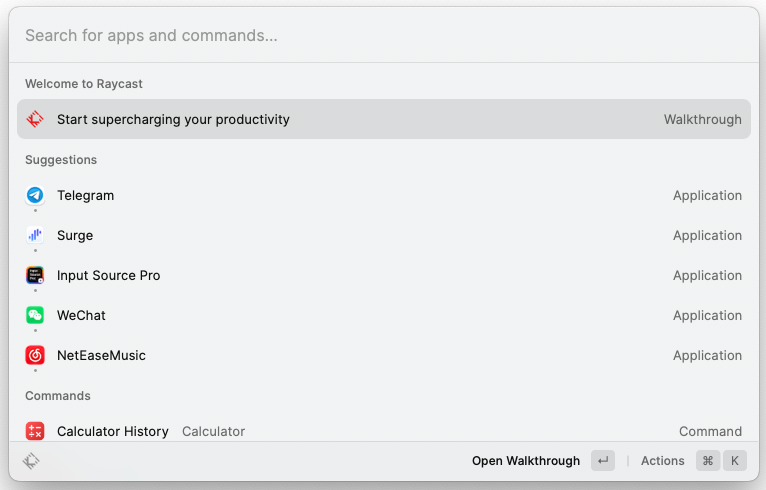 Search for apps and commands...
Welcome to Raycast
Start supercharging your productivity Walkthrough
Suggestions
Telegram Application
Surge Application
Input Source Pro Application
WeChat Application
NetEaseMusic Application
Commands
Calculator History Calculator Command
Open Walkthrough ↵ | Actions ⌘ K